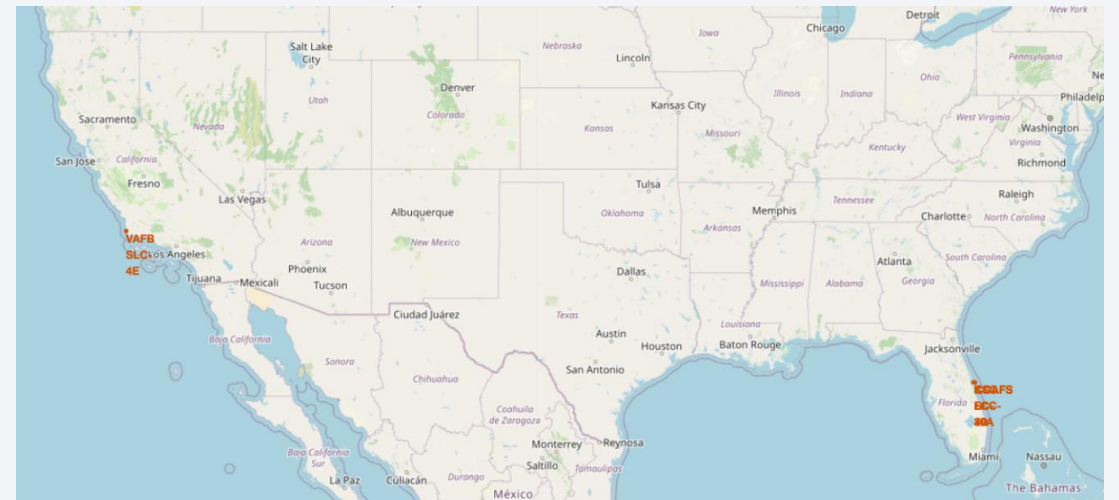 New York
Detroit
Chicago
Iowa
Salt Lake
City
Nebraska
Lincoln
Pennsylvania
Denver
Ohio
Utah
Illinois
Indiana
Philadelp
Kansas City
Colorado
Sacramento
West Virginia
Nevada
Kansas
Missouri
Washington
Virginia
Kentucky
San Jose
California
Richmond
Fresno
Tulsa
Las Vegas
Raleigh
Tennessee
Albuquerque
Oklahoma
Memphis
Charlotte
North Carolina
Arkansas
VAFB
Arizona
New Mexico
SLC-
os Angeles
South Carolina
4E
Atlanta
Phoenix
Dallas
Tijuana
Mexicali
Tucson
Mississippi
Alabama
Georgia
Ciudad Juárez
Texas
Louisiana
Austin
Baja California
Houston
Baton Rouge
Jacksonville
Sonora
San Antonio
Chihuahua
Florida
Coahuila
de Zaragoza
Monterrey
Reynosa
Baja California
Sur
Miami
Nassau
Saltillo
Tamaulipas
La Paz
Culiacán
Durango
México
The Bahamas